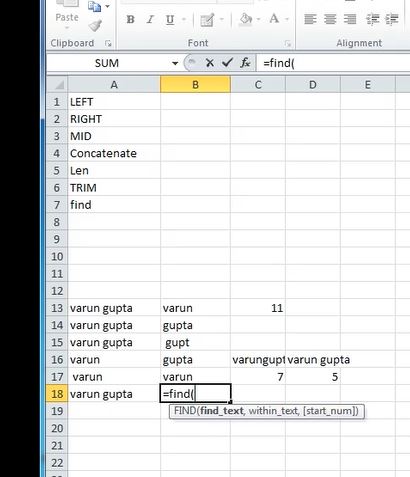 Paste
B I U A
Clipboard Font Alignment
SUM fx =find(
A B C D E
1 LEFT
2 RIGHT
3 MID
4 Concatenate
5 Len
6 TRIM
7 find
8
9
10
11
12
13 varun gupta varun 11
14 varun gupta gupta
15 varun gupta gupt
16 varun gupta varungupt varun gupta
17 varun varun 7 5
18 varun gupta =find(
19 FIND(find_text, within_text, [start_num])
20
21
22